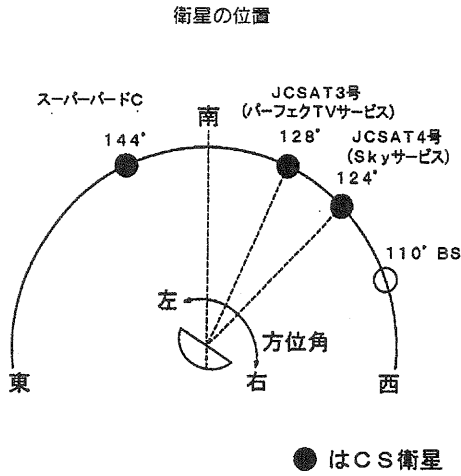 衛星の位置
スーパーバードC
144°
南
JCSAT3号
(パーフェクTVサービス)
128°
JCSAT4号
(Skyサービス)
124°
110° BS
左
方位角
右
東
西
●はCS衛星